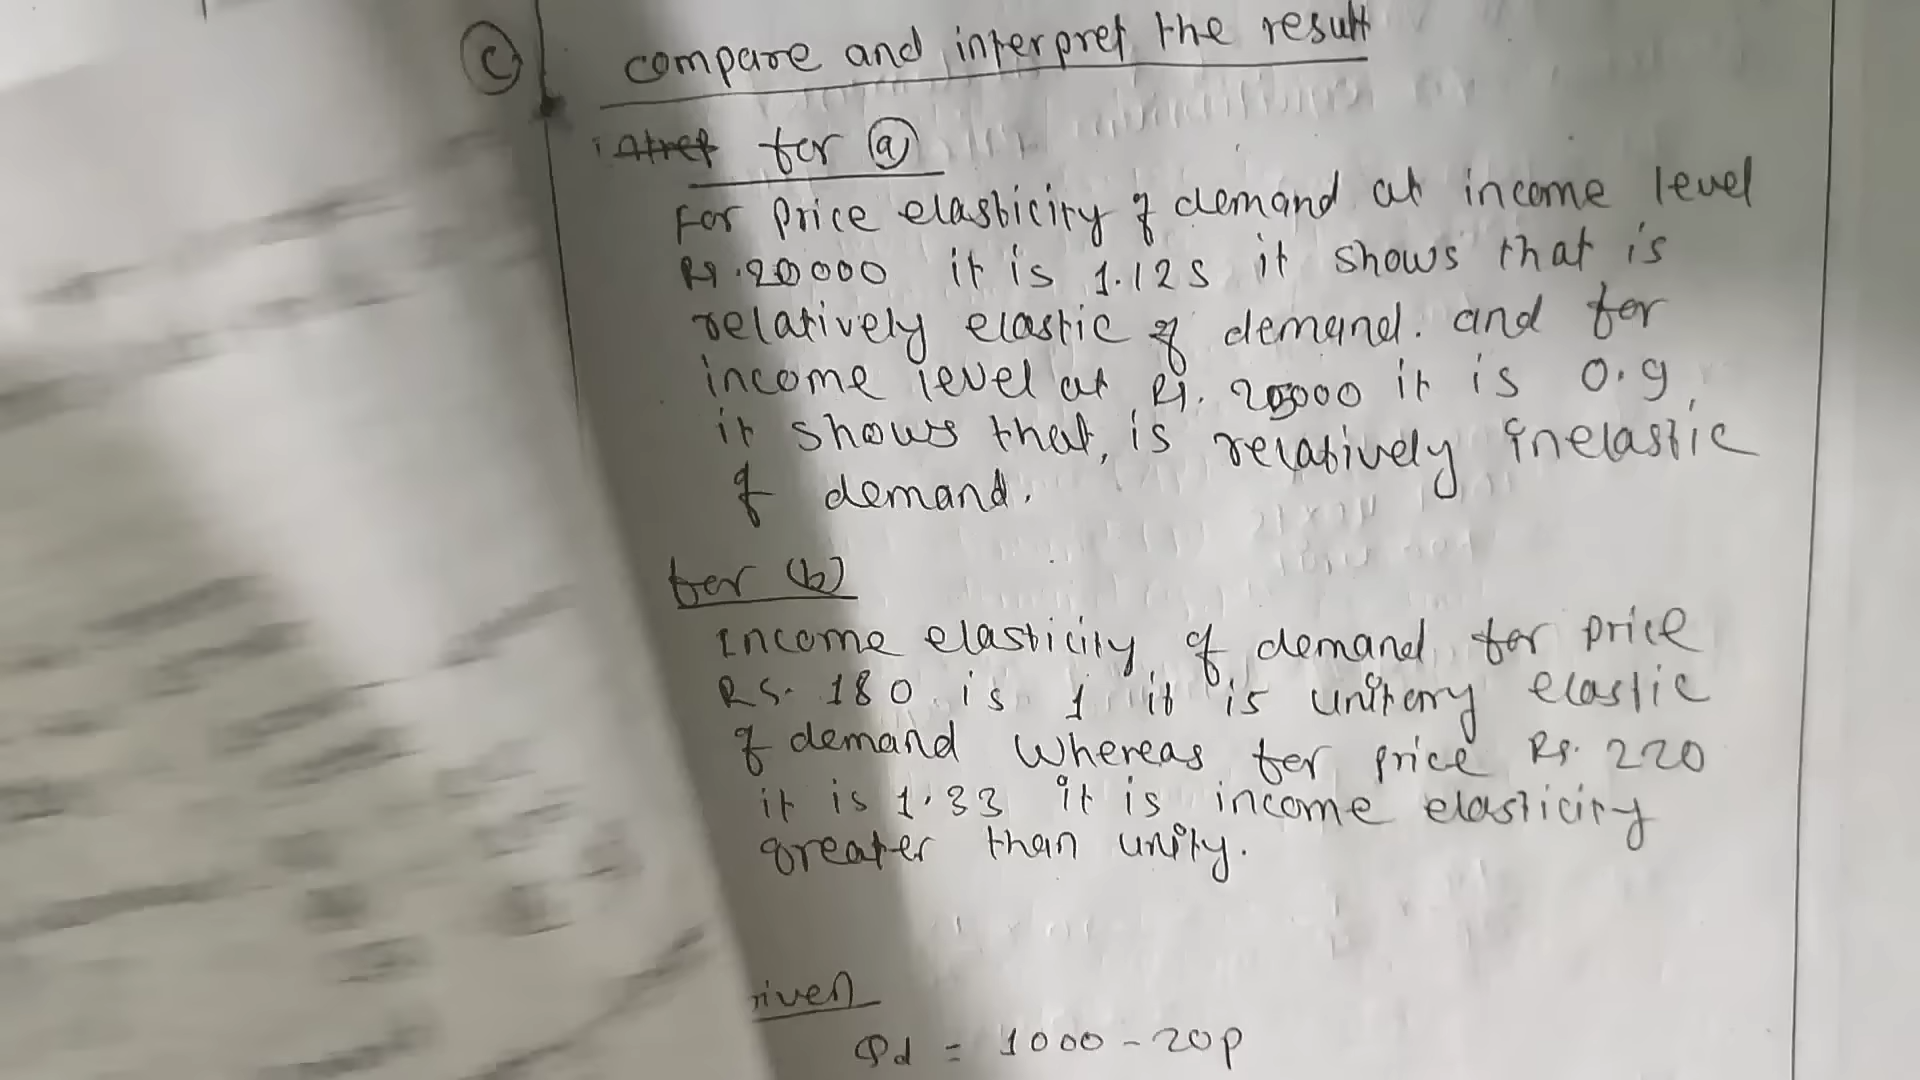 C compare and interpret the result
for a
For price elasticity of demand at income level
Rs. 20000 it is 1.125 it shows that is
relatively elastic of demand. and for
income level at Rs. 25000 it is 0.9
it shows that, is relatively inelastic
of demand.
for (b)
Income elasticity of demand for price
Rs. 180 is 1 it is unitary elastic
of demand whereas for price Rs. 220
it is 1.33 it is income elasticity
greater than unity.
riven
Qd = 1000 - 20p